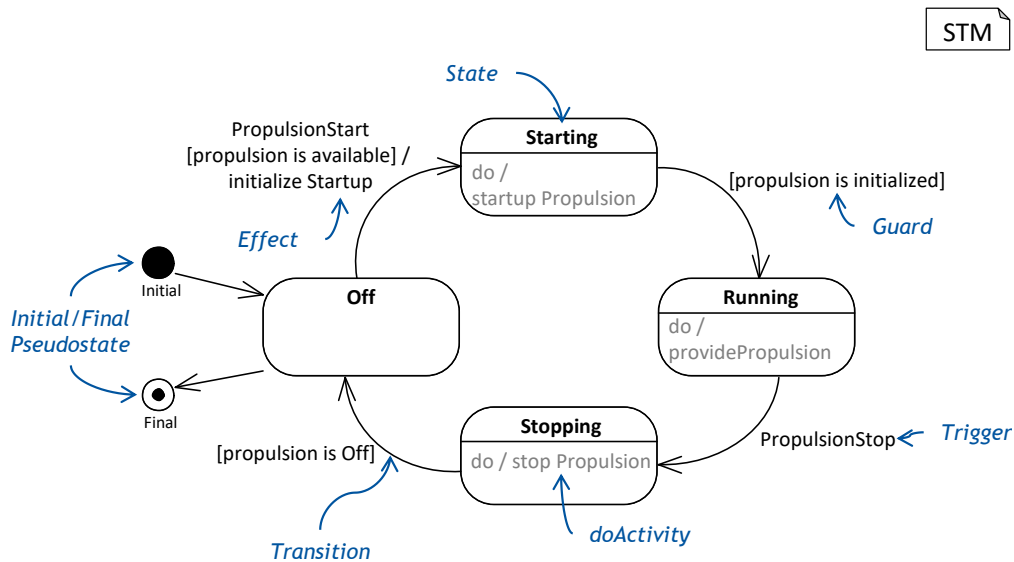 STM
State
PropulsionStart
[propulsion is available] /
initialize Startup
Starting
do /
startup Propulsion
[propulsion is initialized]
Effect
Guard
Initial
Off
Running
do /
providePropulsion
Initial/Final
Pseudostate
Final
[propulsion is Off]
Stopping
do / stop Propulsion
PropulsionStop
Trigger
Transition
doActivity